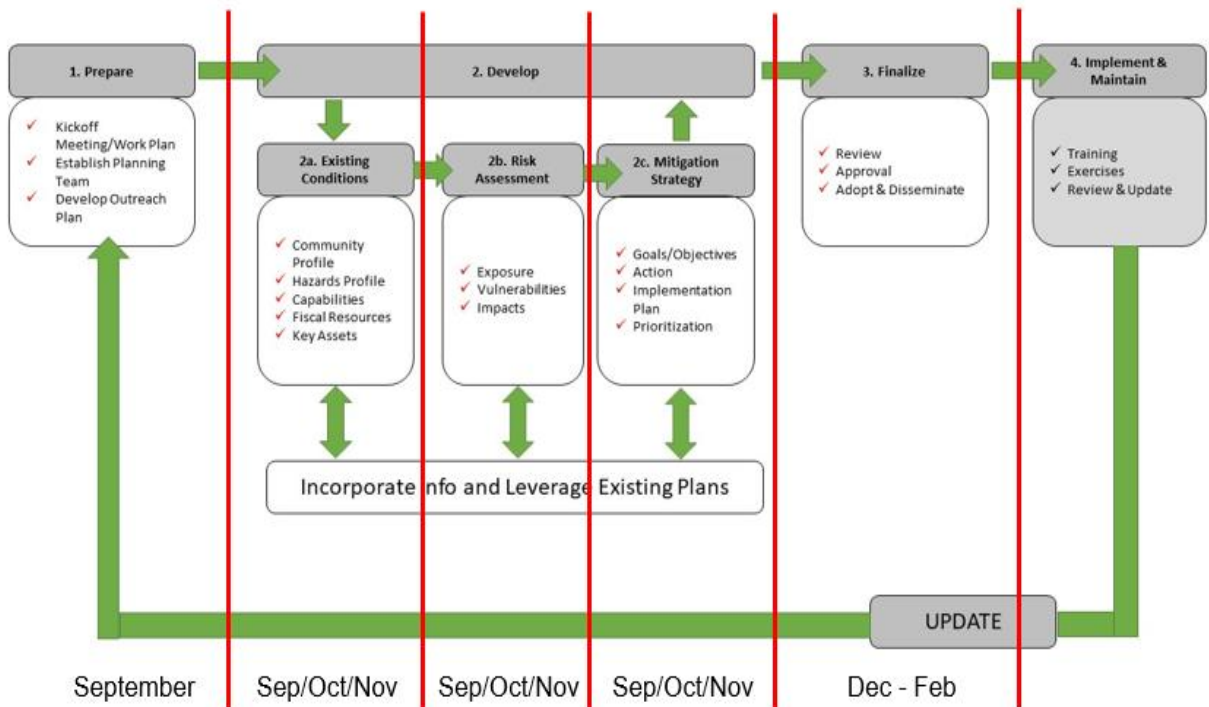 1. Prepare
2. Develop
3. Finalize
4. Implement &
Maintain
Kickoff
Meeting/Work Plan
Establish Planning
Team
Develop Outreach
Plan
2a. Existing
Conditions
2b. Risk
Assessment
2c. Mitigation
Strategy
Community
Profile
Hazards Profile
Capabilities
Fiscal Resources
Key Assets
Exposure
Vulnerabilities
Impacts
Goals/Objectives
Action
Implementation
Plan
Prioritization
Review
Approval
Adopt & Disseminate
Training
Exercises
Review & Update
Incorporate Info and Leverage Existing Plans
UPDATE
September
Sep/Oct/Nov
Sep/Oct/Nov
Sep/Oct/Nov
Dec - Feb